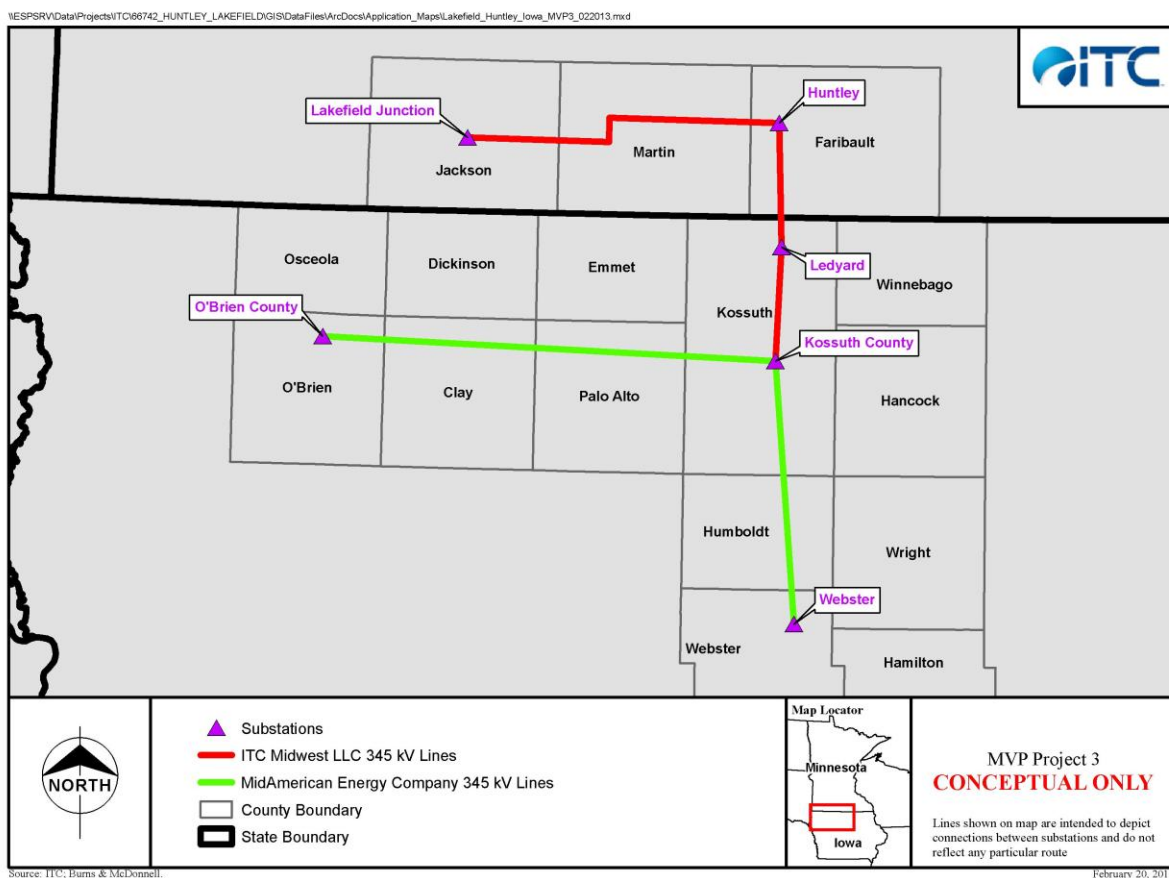 \\ESPSRV\Data\Projects\ITC\66742_HUNTLEY_LAKEFIELD\GIS\DataFiles\ArcDocs\Application_Maps\Lakefield_Huntley_Iowa_MVP3_022013.mxd
ITC
Huntley
Lakefield Junction
Faribault
Martin
Jackson
Osceola
Dickinson
Emmet
Ledyard
Winnebago
O'Brien County
Kossuth
Kossuth County
O'Brien
Clay
Palo Alto
Hancock
Humboldt
Wright
Webster
Webster
Hamilton
NORTH
Substations
ITC Midwest LLC 345 kV Lines
MidAmerican Energy Company 345 kV Lines
County Boundary
State Boundary
Map Locator
Minnesota
Iowa
MVP Project 3
CONCEPTUAL ONLY
Lines shown on map are intended to depict
connections between substations and do not
reflect any particular route
Source: ITC; Burns & McDonnell.
February 20, 201